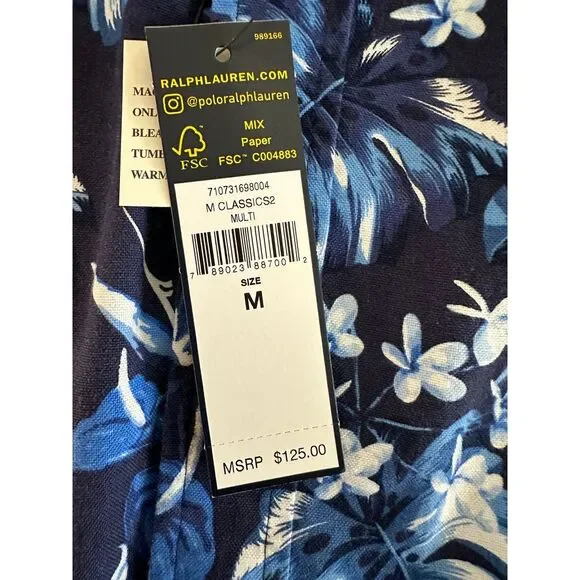 989166
RALPHLAUREN.COM
@poloralphlauren
MIX
Paper
FSC™ C004883
FSC
710731698004
M CLASSICS2
MULTI
7 89023 88700 2
SIZE
M
MSRP $125.00
ONL
BLEA
TUMB
WARM